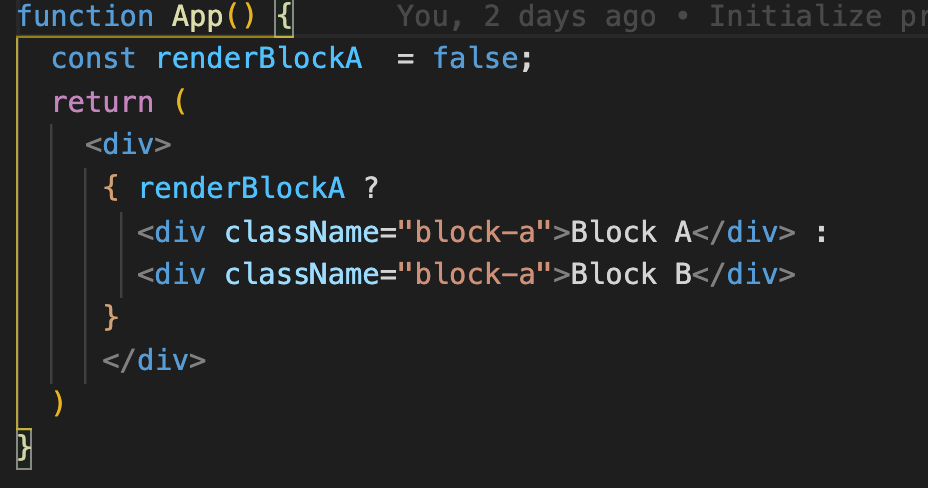 function App() { You, 2 days ago • Initialize
const renderBlockA = false;
return (
<div>
{ renderBlockA ?
<div className="block-a">Block A</div> :
<div className="block-a">Block B</div>
}
</div>
)
}